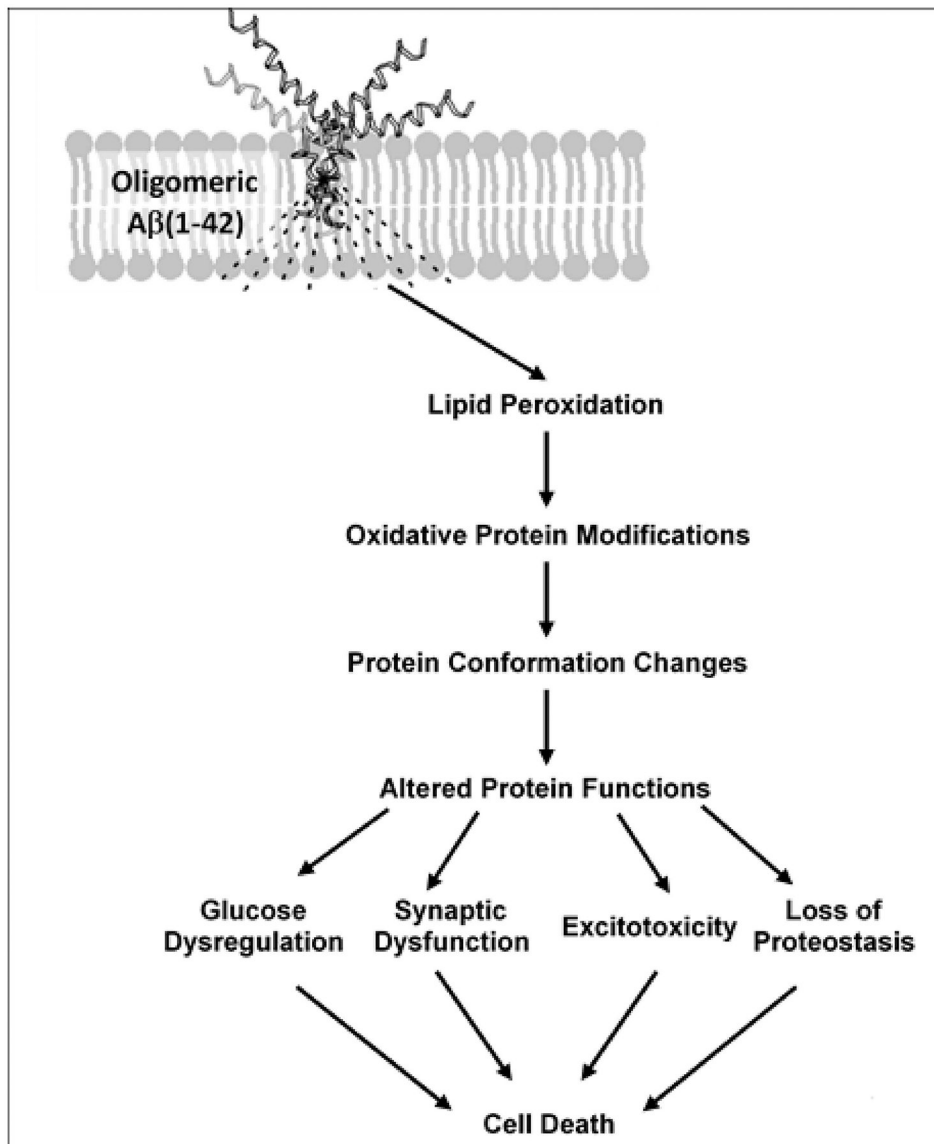 Oligomeric
Aβ(1-42)
Lipid Peroxidation
Oxidative Protein Modifications
Protein Conformation Changes
Altered Protein Functions
Glucose
Dysregulation
Synaptic
Dysfunction
Excitotoxicity
Loss of
Proteostasis
Cell Death